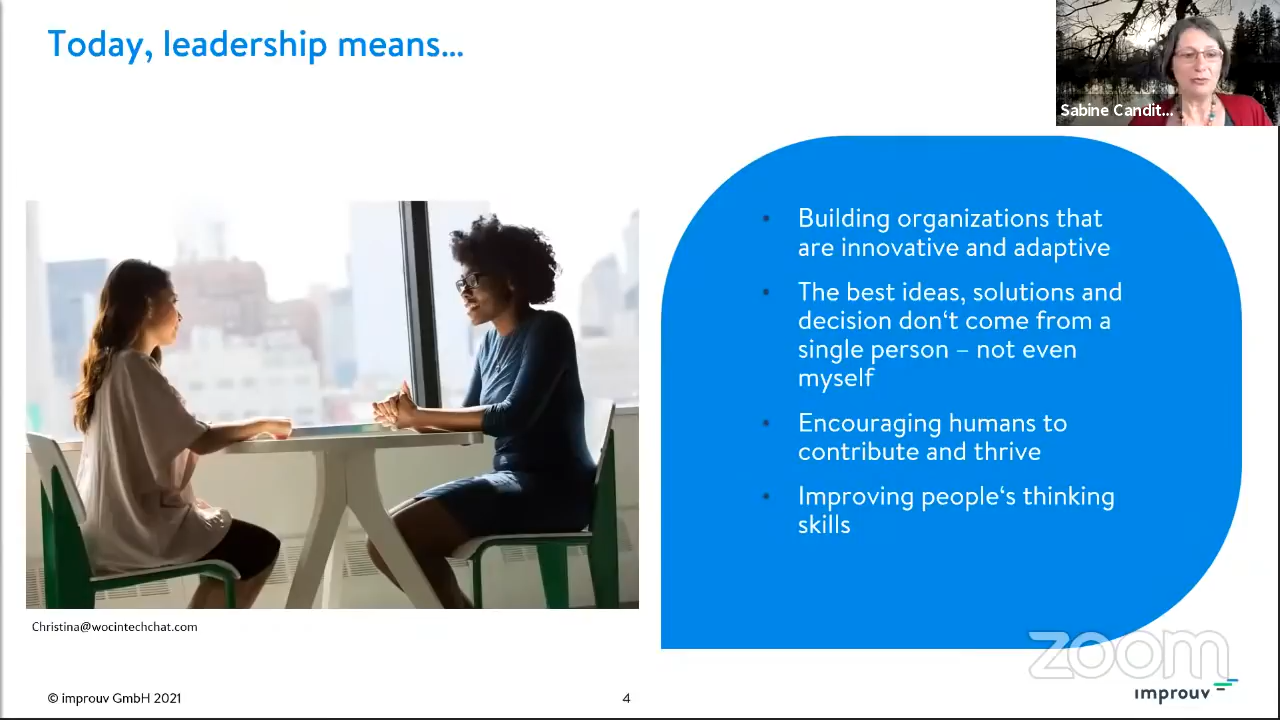 Today, leadership means...
Sabine Candit...
• Building organizations that
are innovative and adaptive
• The best ideas, solutions and
decision don‘t come from a
single person – not even
myself
• Encouraging humans to
contribute and thrive
• Improving people‘s thinking
skills
Christina@wocintechchat.com
zoom
© improuv GmbH 2021
4
improuv